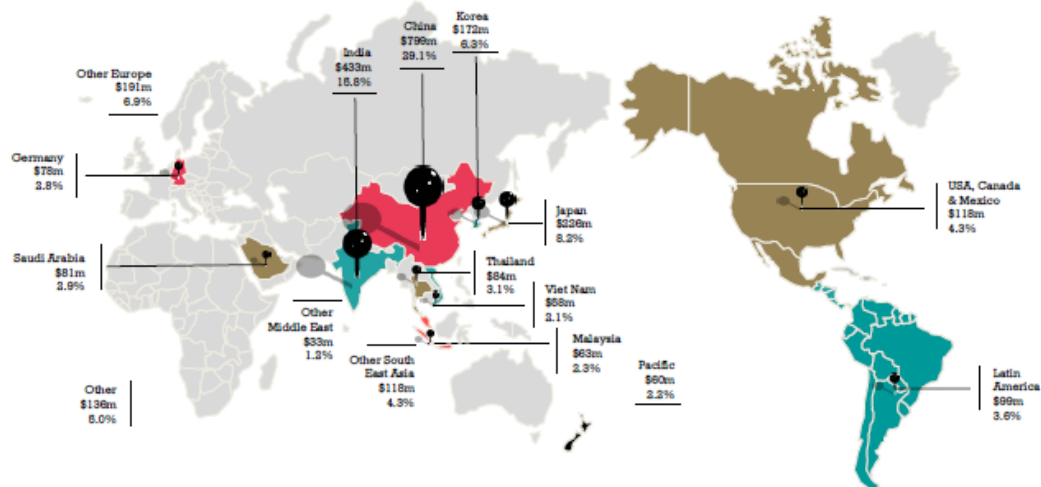 Korea
$172m
6.3%
China
$799m
29.1%
India
$433m
15.8%
Other Europe
$191m
6.9%
Germany
$78m
2.8%
Saudi Arabia
$81m
2.9%
Japan
$226m
8.2%
Thailand
$84m
3.1%
Viet Nam
$58m
2.1%
Other
Middle East
$33m
1.2%
Other South
East Asia
$118m
4.3%
Malaysia
$63m
2.3%
Pacific
$60m
2.2%
Other
$136m
5.0%
USA, Canada
& Mexico
$118m
4.3%
Latin
America
$99m
3.6%